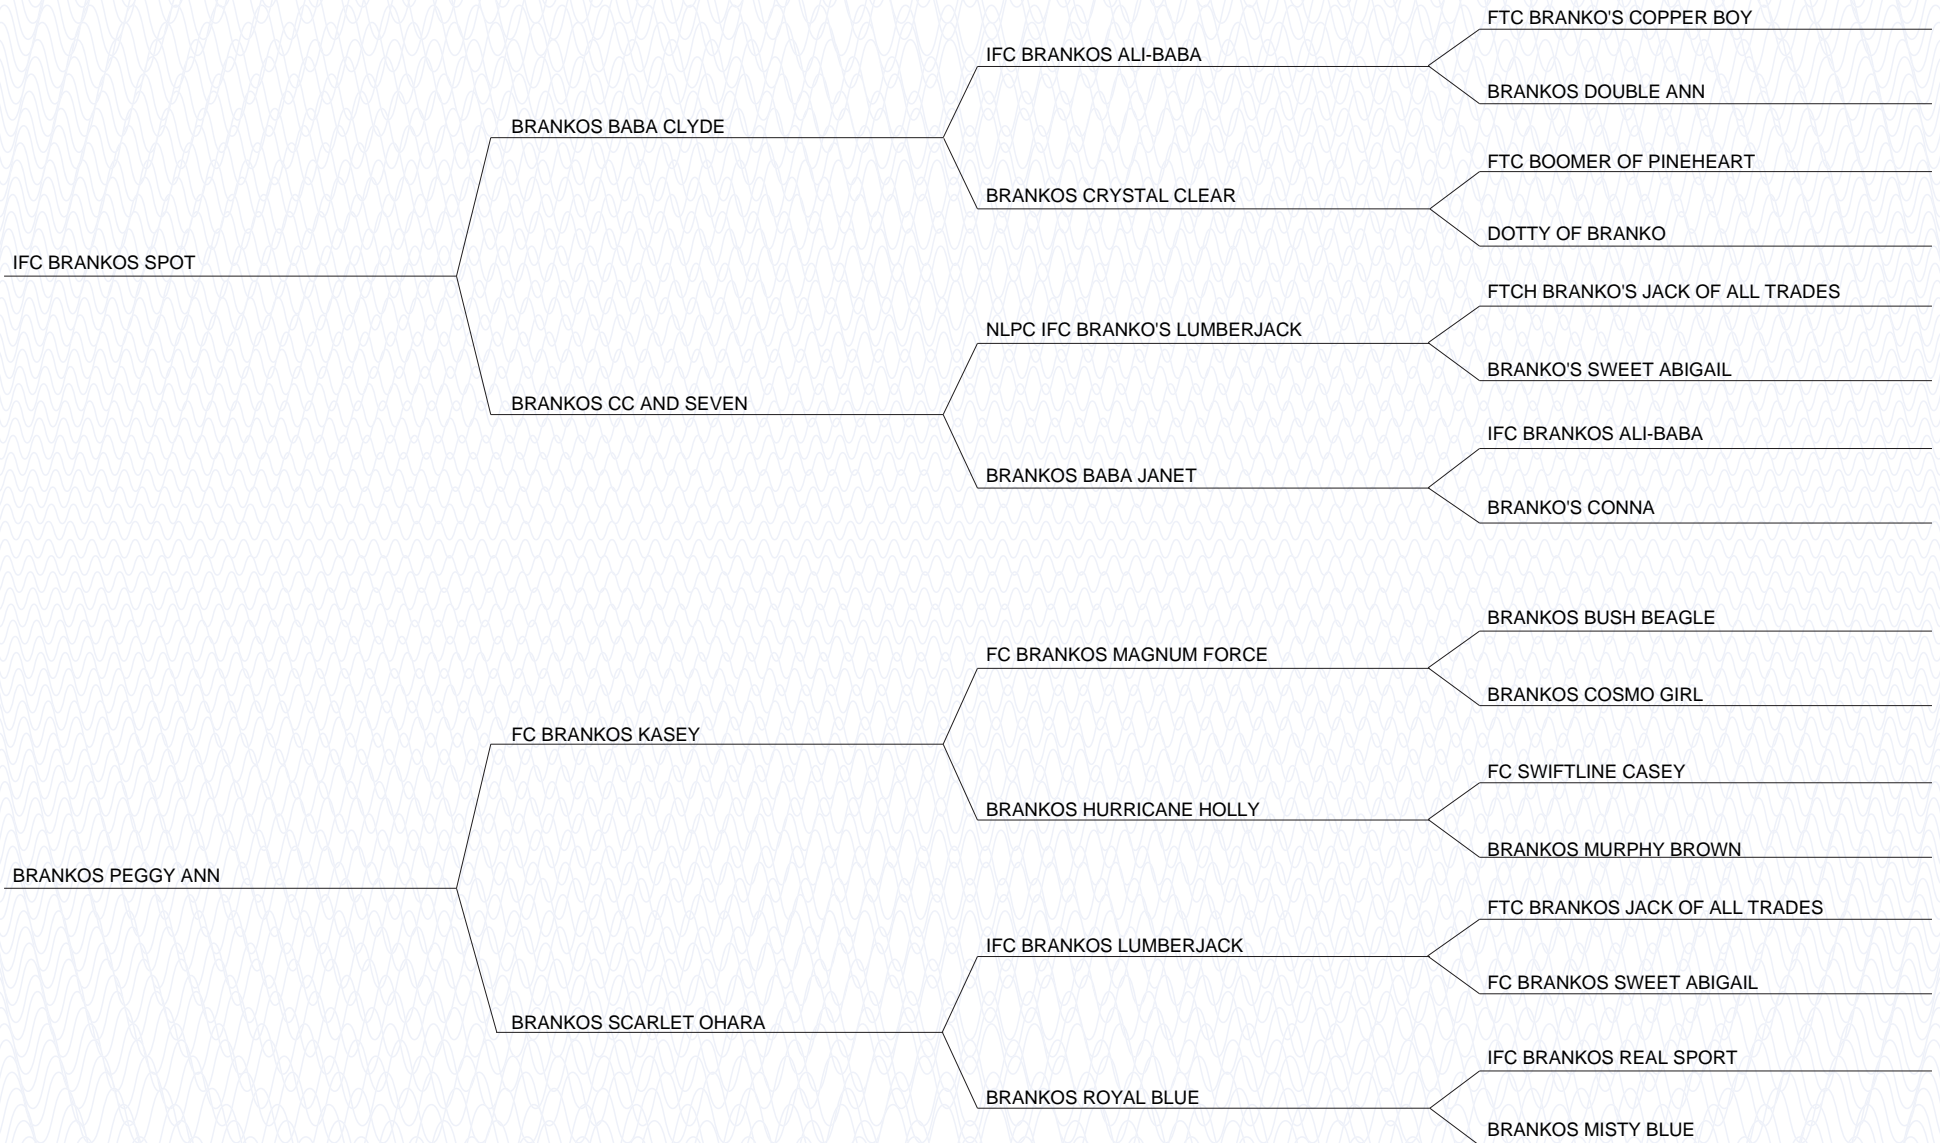 FTC BRANKO'S COPPER BOY
IFC BRANKOS ALI-BABA
BRANKOS DOUBLE ANN
BRANKOS BABA CLYDE
FTC BOOMER OF PINEHEART
BRANKOS CRYSTAL CLEAR
DOTTY OF BRANKO
IFC BRANKOS SPOT
FTCH BRANKO'S JACK OF ALL TRADES
NLPC IFC BRANKO'S LUMBERJACK
BRANKO'S SWEET ABIGAIL
BRANKOS CC AND SEVEN
IFC BRANKOS ALI-BABA
BRANKOS BABA JANET
BRANKO'S CONNA
BRANKOS BUSH BEAGLE
FC BRANKOS MAGNUM FORCE
BRANKOS COSMO GIRL
FC BRANKOS KASEY
FC SWIFTLINE CASEY
BRANKOS HURRICANE HOLLY
BRANKOS MURPHY BROWN
BRANKOS PEGGY ANN
FTC BRANKOS JACK OF ALL TRADES
IFC BRANKOS LUMBERJACK
FC BRANKOS SWEET ABIGAIL
BRANKOS SCARLET OHARA
IFC BRANKOS REAL SPORT
BRANKOS ROYAL BLUE
BRANKOS MISTY BLUE